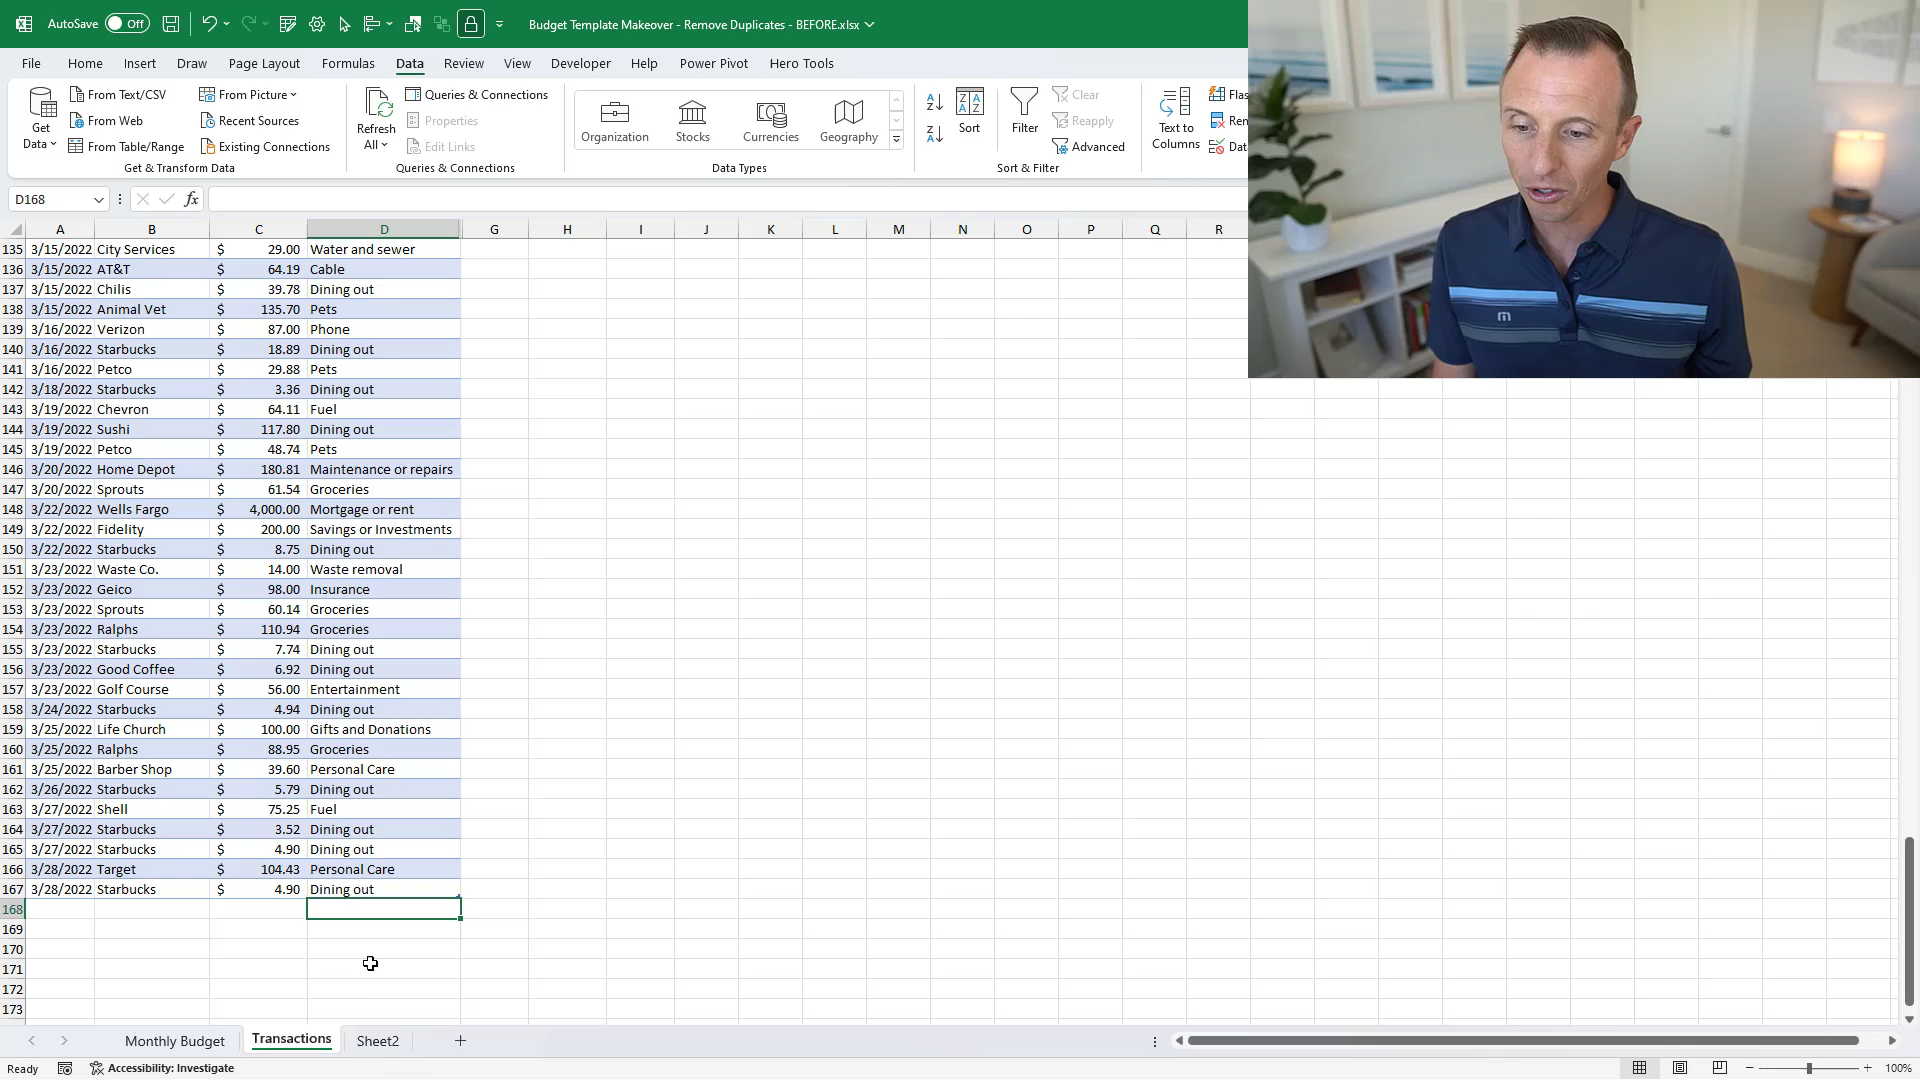 AutoSave Off Budget Template Makeover - Remove Duplicates - BEFORE.xlsx
File Home Insert Draw Page Layout Formulas Data Review View Developer Help Power Pivot Hero Tools
Get Data
From Text/CSV
From Web
From Table/Range
From Picture
Recent Sources
Existing Connections
Get & Transform Data
Refresh All
Queries & Connections
Properties
Edit Links
Queries & Connections
Organization Stocks Currencies Geography
Data Types
Sort
Filter
Clear
Reapply
Advanced
Sort & Filter
Text to Columns
Flas
Ren
Dat
D168 fx
A B C D G H I J K L M N O P Q R
135 3/15/2022 City Services $ 29.00 Water and sewer
136 3/15/2022 AT&T $ 64.19 Cable
137 3/15/2022 Chilis $ 39.78 Dining out
138 3/15/2022 Animal Vet $ 135.70 Pets
139 3/16/2022 Verizon $ 87.00 Phone
140 3/16/2022 Starbucks $ 18.89 Dining out
141 3/16/2022 Petco $ 29.88 Pets
142 3/18/2022 Starbucks $ 3.36 Dining out
143 3/19/2022 Chevron $ 64.11 Fuel
144 3/19/2022 Sushi $ 117.80 Dining out
145 3/19/2022 Petco $ 48.74 Pets
146 3/20/2022 Home Depot $ 180.81 Maintenance or repairs
147 3/20/2022 Sprouts $ 61.54 Groceries
148 3/22/2022 Wells Fargo $ 4,000.00 Mortgage or rent
149 3/22/2022 Fidelity $ 200.00 Savings or Investments
150 3/22/2022 Starbucks $ 8.75 Dining out
151 3/23/2022 Waste Co. $ 14.00 Waste removal
152 3/23/2022 Geico $ 98.00 Insurance
153 3/23/2022 Sprouts $ 60.14 Groceries
154 3/23/2022 Ralphs $ 110.94 Groceries
155 3/23/2022 Starbucks $ 7.74 Dining out
156 3/23/2022 Good Coffee $ 6.92 Dining out
157 3/23/2022 Golf Course $ 56.00 Entertainment
158 3/24/2022 Starbucks $ 4.94 Dining out
159 3/25/2022 Life Church $ 100.00 Gifts and Donations
160 3/25/2022 Ralphs $ 88.95 Groceries
161 3/25/2022 Barber Shop $ 39.60 Personal Care
162 3/26/2022 Starbucks $ 5.79 Dining out
163 3/27/2022 Shell $ 75.25 Fuel
164 3/27/2022 Starbucks $ 3.52 Dining out
165 3/27/2022 Starbucks $ 4.90 Dining out
166 3/28/2022 Target $ 104.43 Personal Care
167 3/28/2022 Starbucks $ 4.90 Dining out
168
169
170
171
172
173
Monthly Budget Transactions Sheet2
Ready Accessibility: Investigate 100%